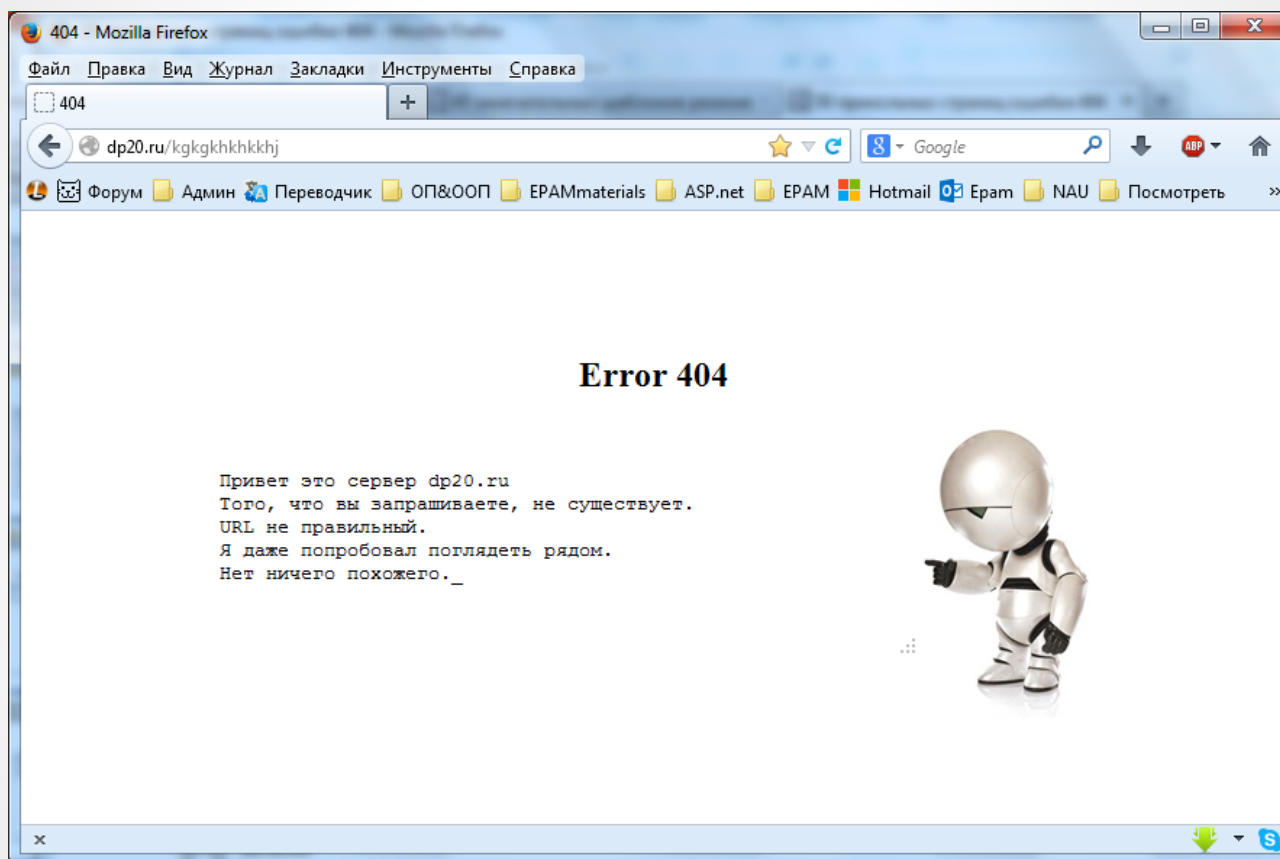 404 - Mozilla Firefox
Файл Правка Вид Журнал Закладки Инструменты Справка
404
dp20.ru/kgkgkhkhkkhj
8 Google
ABP
Форум Админ Переводчик ОП&ООП EPAMmaterials ASP.net EPAM Hotmail Epam NAU Посмотреть »
Error 404
Привет это сервер dp20.ru
Того, что вы запрашиваете, не существует.
URL не правильный.
Я даже попробовал поглядеть рядом.
Нет ничего похожего._